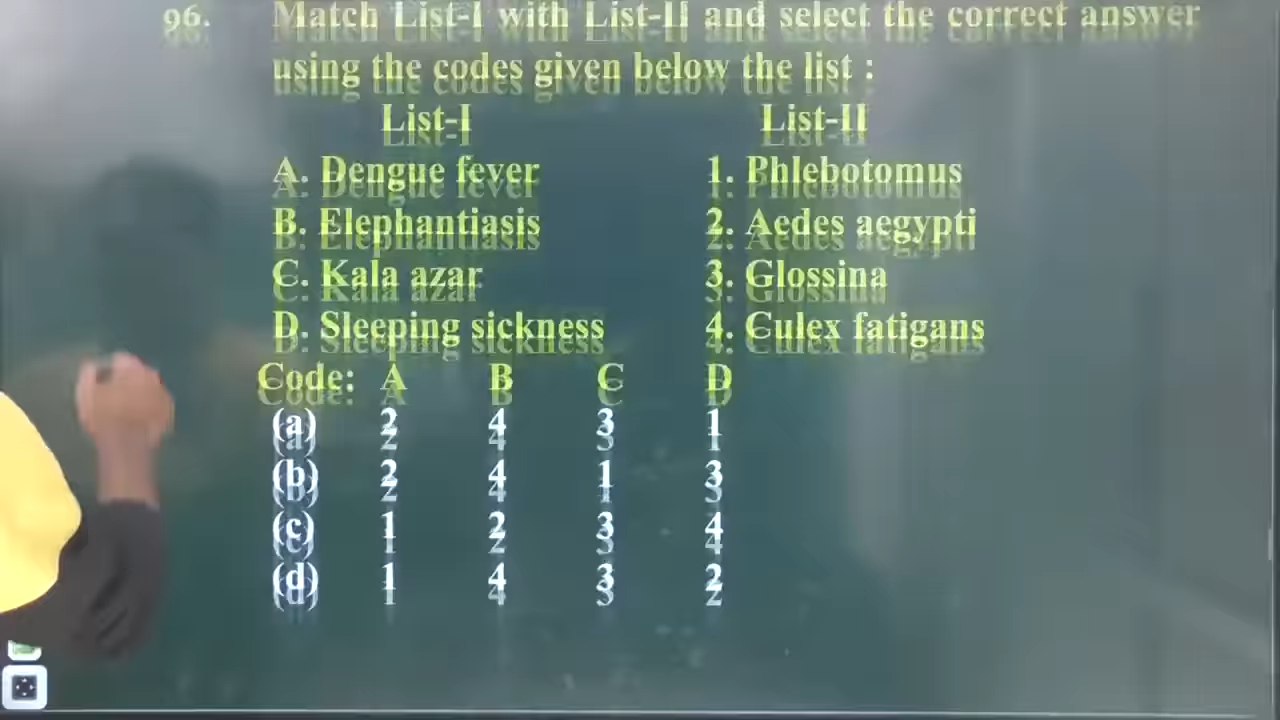 96. Match List-I with List-II and select the correct answer
using the codes given below the list :
List-I List-II
A. Dengue fever 1. Phlebotomus
B. Elephantiasis 2. Aedes aegypti
C. Kala azar 3. Glossina
D. Sleeping sickness 4. Culex fatigans
Code: A B C D
(a) 2 4 3 1
(b) 2 4 1 3
(c) 1 2 3 4
(d) 1 4 3 2